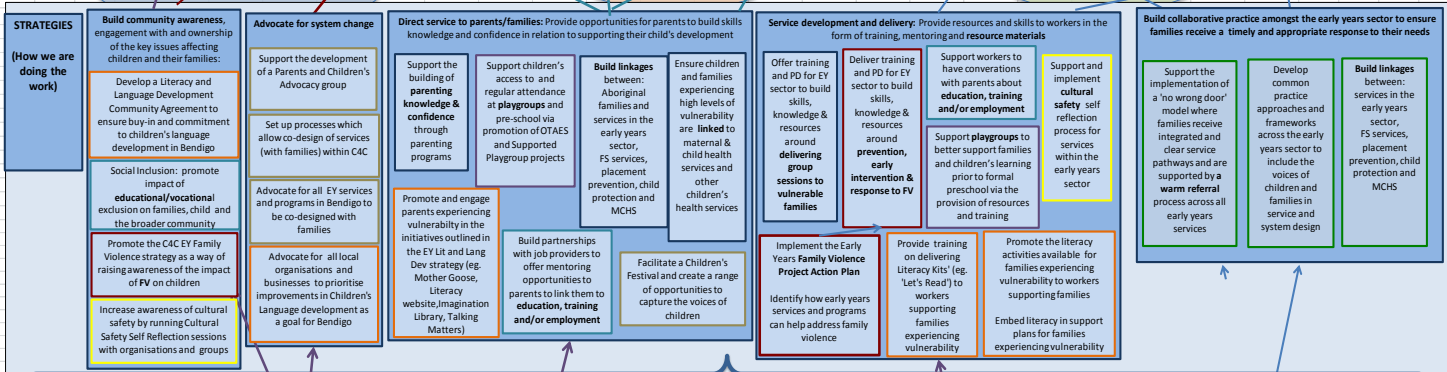 STRATEGIES
(How we are
doing the
work)
Build community awareness,
engagement with and ownership
of the key issues affecting
children and their families:
Develop a Literacy and
Language Development
Community Agreement to
ensure buy-in and commitment
to children's language
development in Bendigo
Social Inclusion: promote
impact of
educational/vocational
exclusion on families, child and
the broader community
Promote the C4C EY Family
Violence strategy as a way of
raising awareness of the impact
of FV on children
Increase awareness of cultural
safety by running Cultural
Safety Self Reflection sessions
with organisations and groups
Advocate for system change
Support the development
of a Parents and Children's
Advocacy group
Set up processes which
allow co-design of services
(with families) within C4C
Advocate for all EY services
and programs in Bendigo to
be co-designed with
families
Advocate for all local
organisations and
businesses to prioritise
improvements in Children's
Language development as
a goal for Bendigo
Direct service to parents/families: Provide opportunities for parents to build skills
knowledge and confidence in relation to supporting their child's development
Support the
building of
parenting
knowledge &
confidence
through
parenting
programs
Support children's
access to and
regular attendance
at playgroups and
pre-school via
promotion of OTAES
and Supported
Playgroup projects
Build linkages
between:
Aboriginal
families and
services in the
early years
sector,
FS services,
placement
prevention, child
protection and
MCHS
Ensure children
and families
experiencing
high levels of
vulnerability
are linked to
maternal &
child health
services and
other
children's
health services
Promote and engage
parents experiencing
vulnerabilty in the
initiatives outlined in
the EY Lit and Lang
Dev strategy (eg.
Mother Goose,
Literacy
website,Imagination
Library, Talking
Matters)
Build partnerships
with job providers to
offer mentoring
opportunities to
parents to link them to
education, training
and/or employment
Facilitate a Children's
Festival and create a range
of opportunities to
capture the voices of
children
Service development and delivery: Provide resources and skills to workers in the
form of training, mentoring and resource materials
Offer training
and PD for EY
sector to build
skills,
knowledge &
resources
around
delivering
group
sessions to
vulnerable
families
Deliver training
and PD for EY
sector to build
skills,
knowledge &
resources
around
prevention,
early
intervention &
response to FV
Support workers to
have converations
with parents about
education, training
and/or employment
Support playgroups to
better support families
and children's learning
prior to formal
preschool via the
provision of resources
and training
Support and
implement
cultural
safety self
reflection
process for
services
within the
early years
sector
Implement the Early
Years Family Violence
Project Action Plan
Identify how early years
services and programs
can help address family
violence
Provide training
on delivering
Literacy Kits' (eg.
'Let's Read') to
workers
supporting
families
experiencing
vulnerability
Promote the literacy
activities available for
families experiencing
vulnerability to workers
supporting families
Embed literacy in support
plans for families
experiencing vulnerability
Build collaborative practice amongst the early years sector to ensure
families receive a timely and appropriate response to their needs
Support the
implementation of
a 'no wrong door'
model where
families receive
integrated and
clear service
pathways and are
supported by a
warm referral
process across all
early years
services
Develop
common
practice
approaches and
frameworks
across the early
years sector to
include the
voices of
children and
families in
service and
system design
Build linkages
between:
services in the
early years
sector,
FS services,
placement
prevention, child
protection and
MCHS